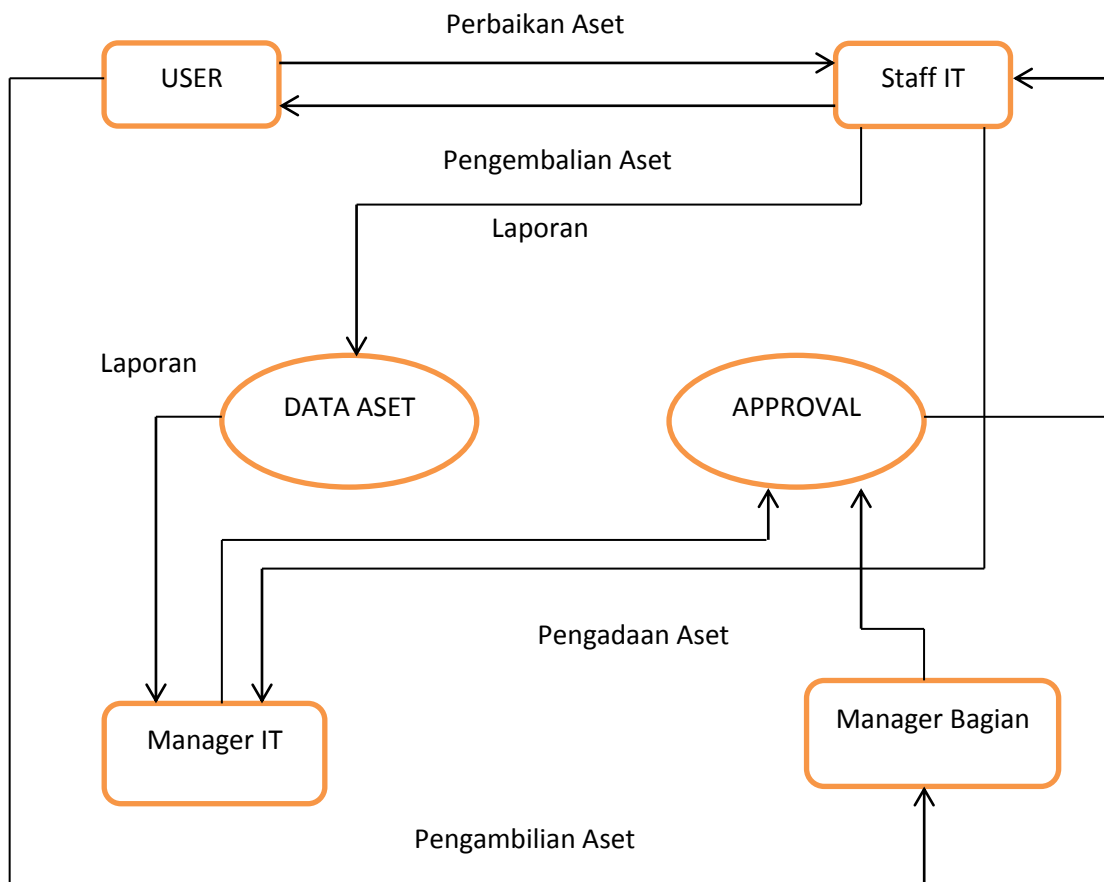 Perbaikan Aset
USER
Staff IT
Pengembalian Aset
Laporan
Laporan
DATA ASET
APPROVAL
Pengadaan Aset
Manager IT
Manager Bagian
Pengambilian Aset